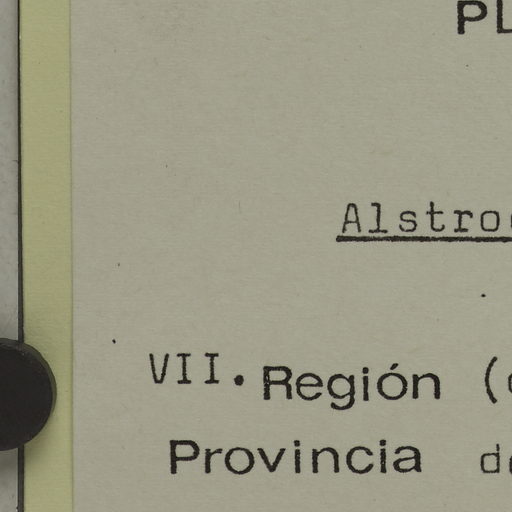 PL
Alstro
VII. Región (
Provincia d